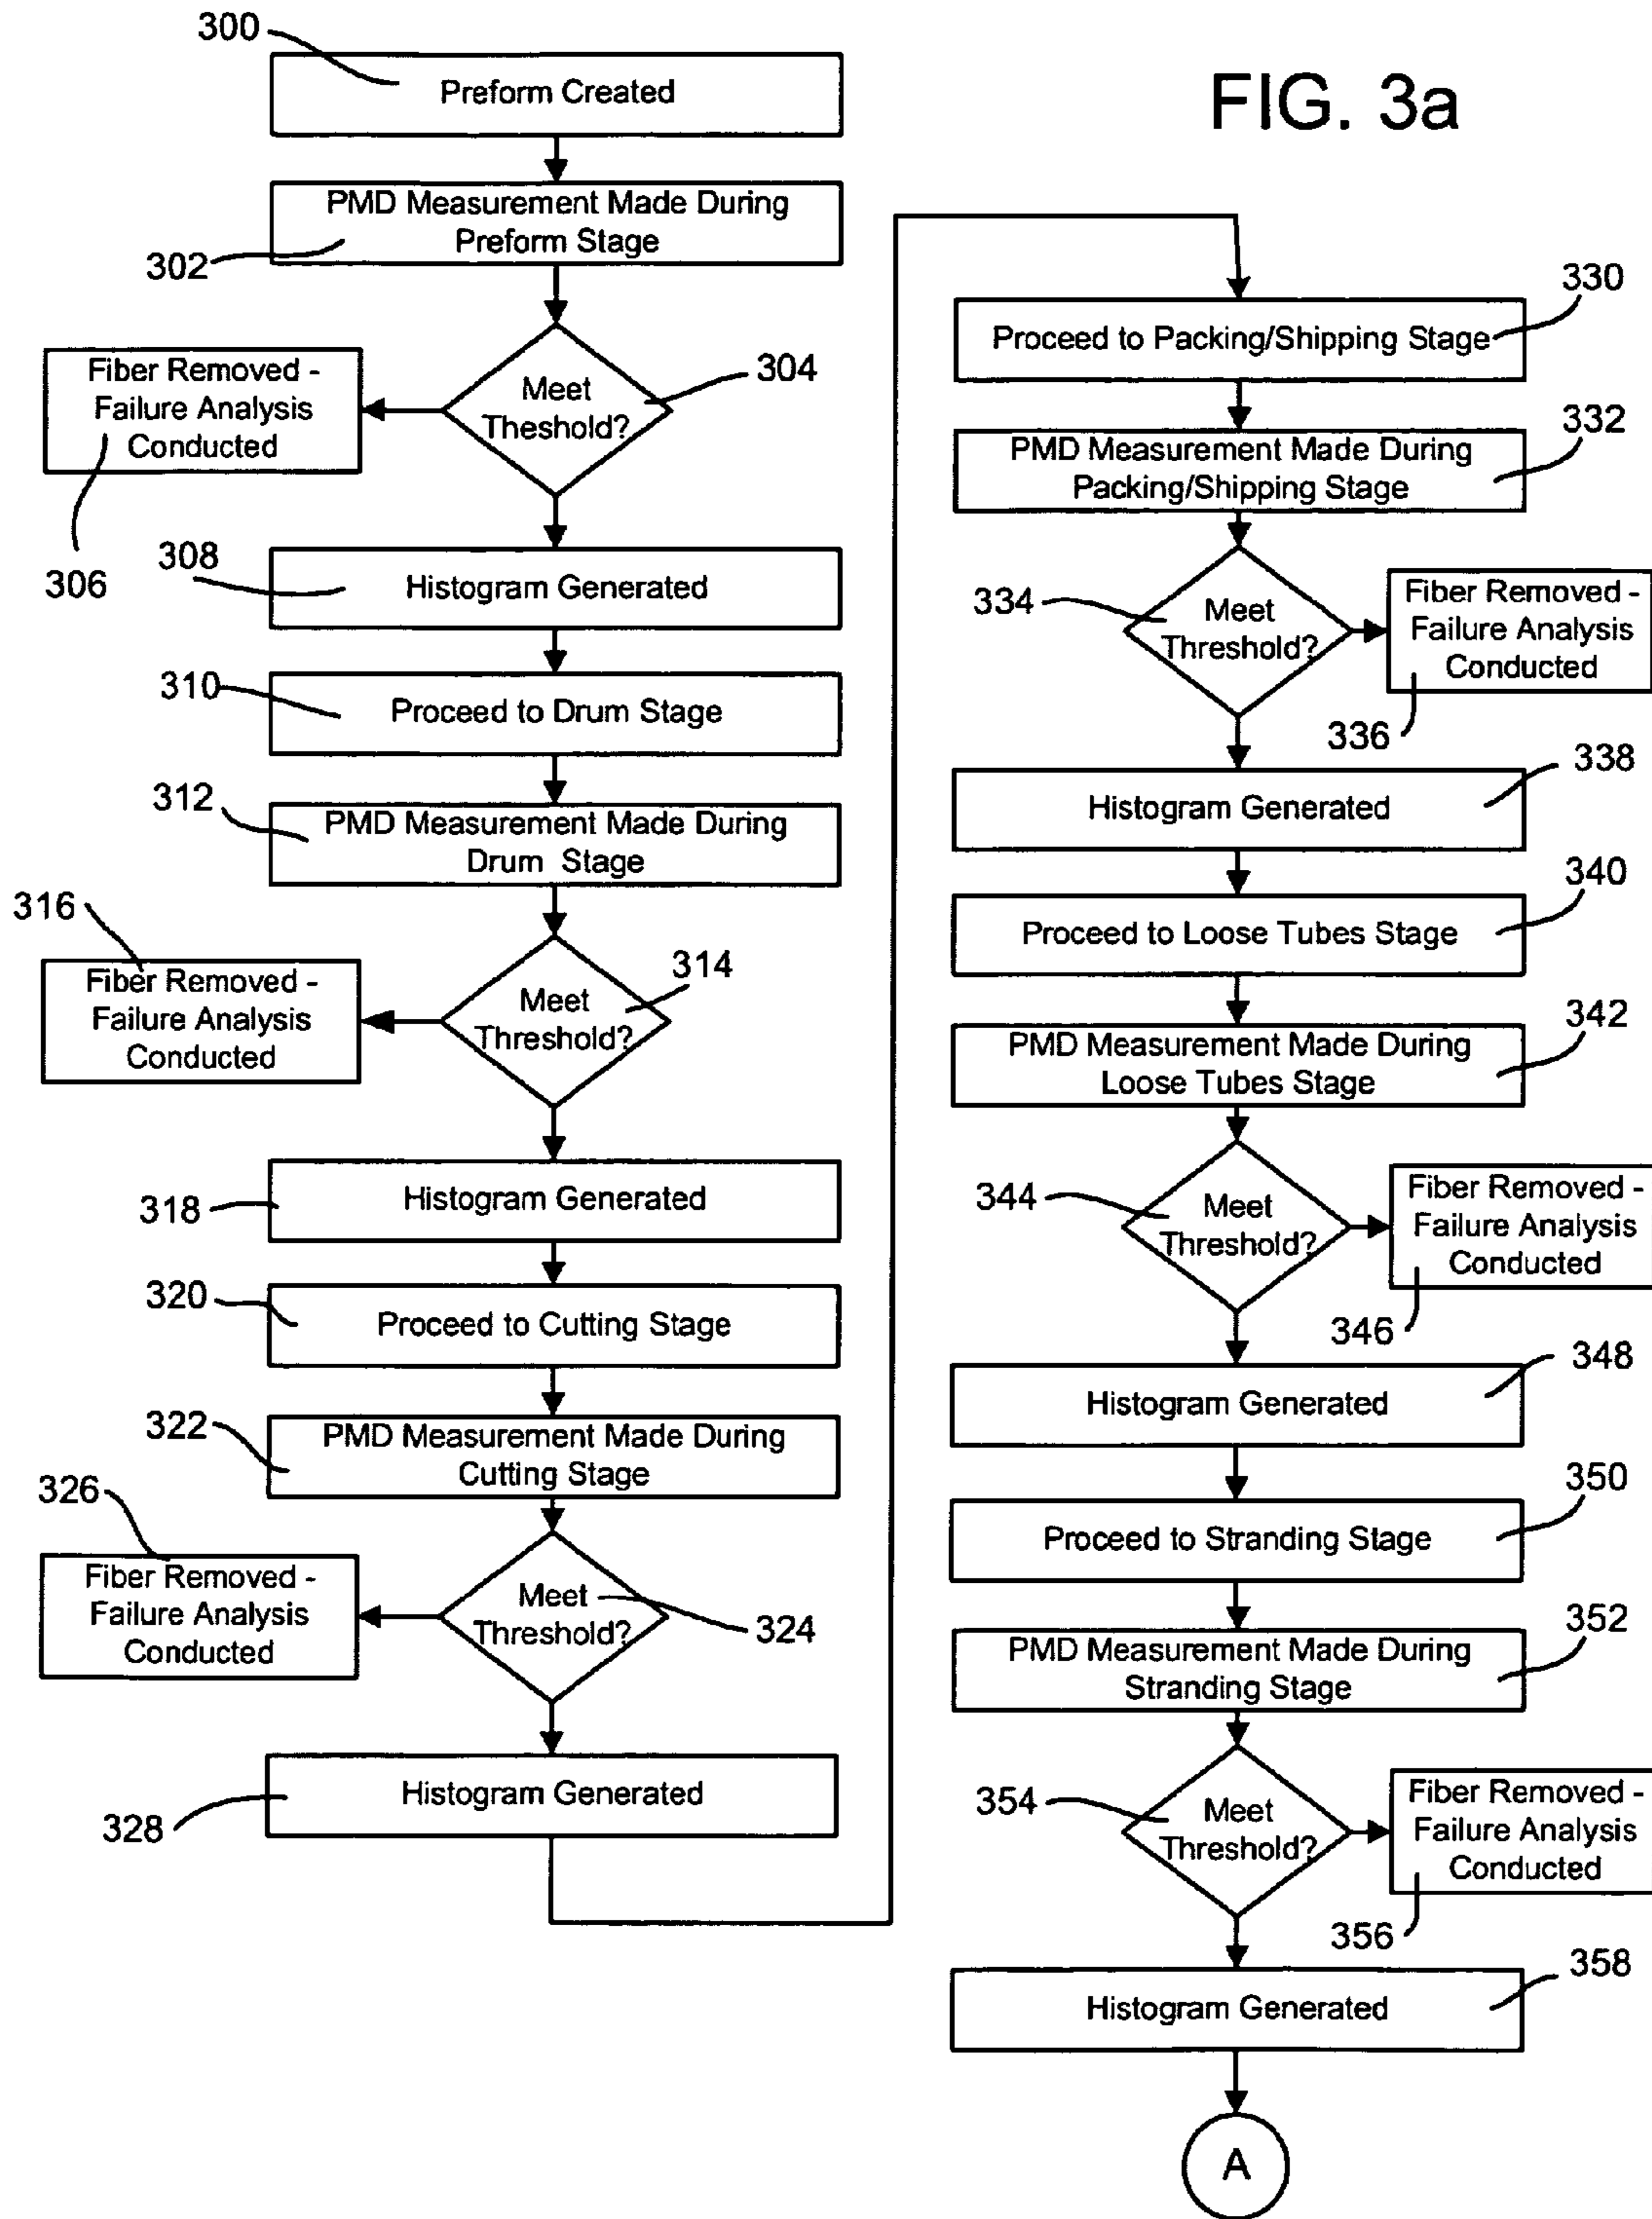 FIG. 3a
300
Preform Created
PMD Measurement Made During
Preform Stage
302
304
Meet
Theshold?
Fiber Removed -
Failure Analysis
Conducted
306
308
Histogram Generated
310
Proceed to Drum Stage
312
PMD Measurement Made During
Drum Stage
316
314
Meet
Threshold?
Fiber Removed -
Failure Analysis
Conducted
318
Histogram Generated
320
Proceed to Cutting Stage
322
PMD Measurement Made During
Cutting Stage
326
Fiber Removed -
Failure Analysis
Conducted
Meet
Threshold?
324
328
Histogram Generated
330
Proceed to Packing/Shipping Stage
332
PMD Measurement Made During
Packing/Shipping Stage
334
Meet
Threshold?
Fiber Removed -
Failure Analysis
Conducted
336
338
Histogram Generated
340
Proceed to Loose Tubes Stage
342
PMD Measurement Made During
Loose Tubes Stage
344
Meet
Threshold?
Fiber Removed -
Failure Analysis
Conducted
346
348
Histogram Generated
350
Proceed to Stranding Stage
352
PMD Measurement Made During
Stranding Stage
354
Meet
Threshold?
Fiber Removed -
Failure Analysis
Conducted
356
358
Histogram Generated
A